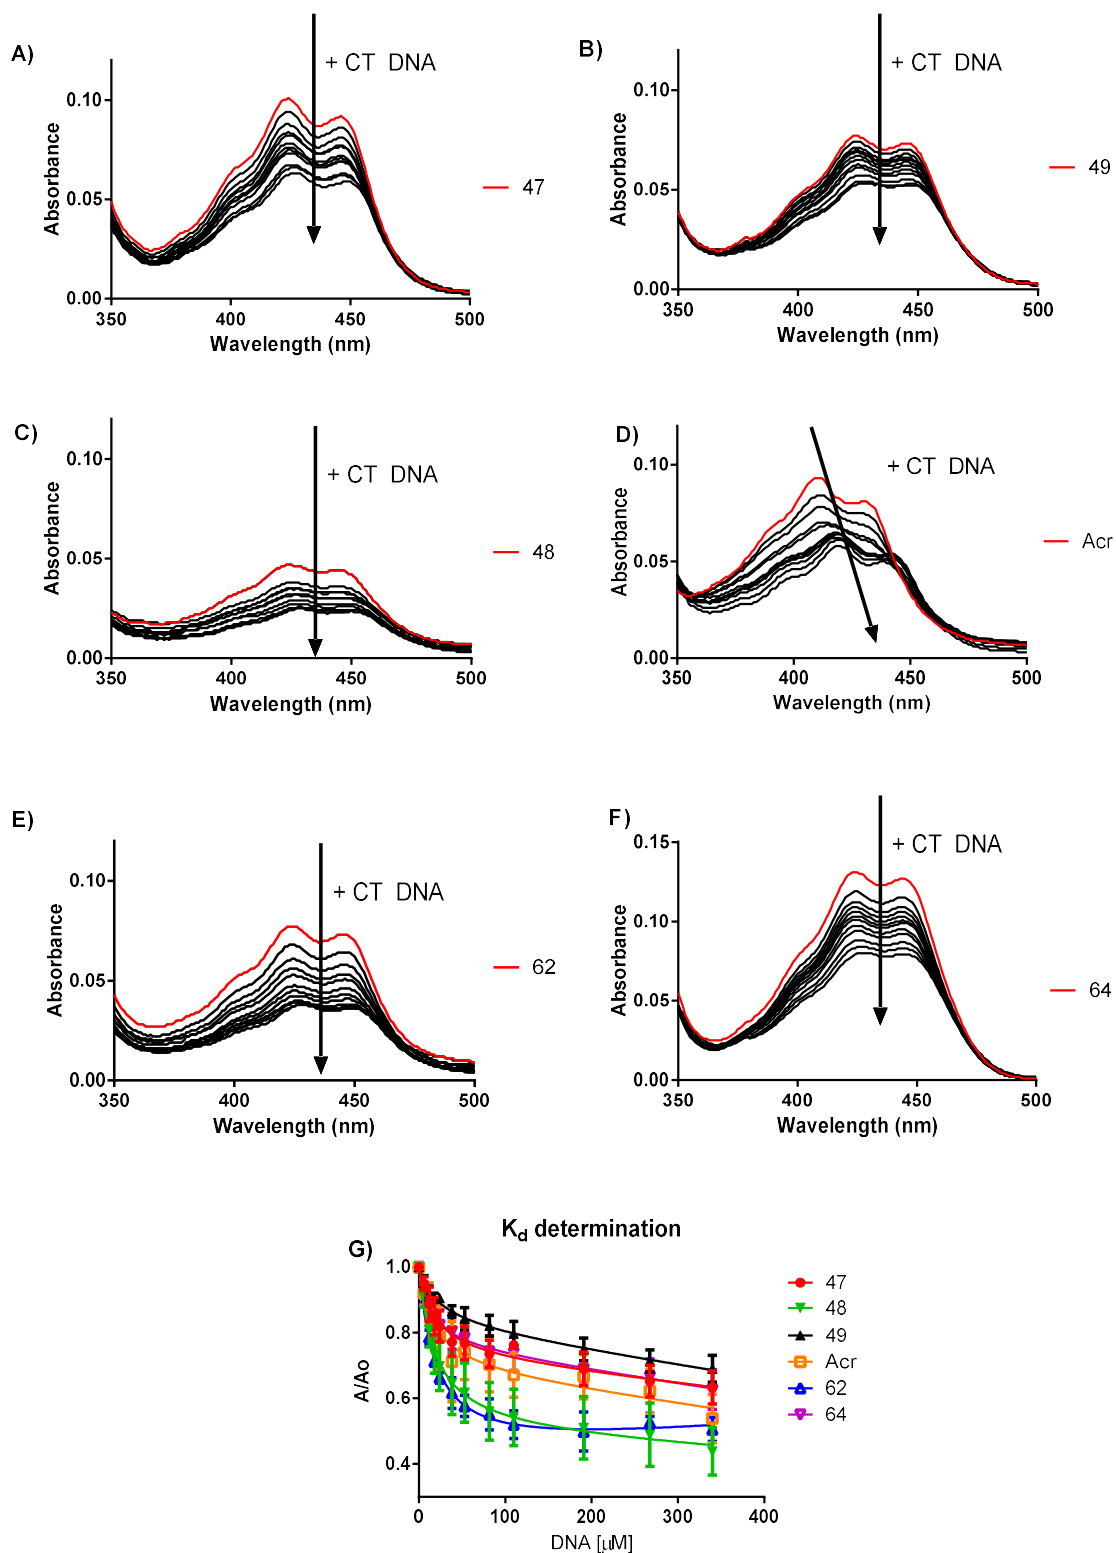 A)
+ CT DNA
Absorbance
0.10
0.05
0.00
350 400 450 500
Wavelength (nm)
47
B)
+ CT DNA
Absorbance
0.10
0.05
0.00
350 400 450 500
Wavelength (nm)
49
C)
+ CT DNA
Absorbance
0.10
0.05
0.00
350 400 450 500
Wavelength (nm)
48
D)
+ CT DNA
Absorbance
0.10
0.05
0.00
350 400 450 500
Wavelength (nm)
Acr
E)
+ CT DNA
Absorbance
0.10
0.05
0.00
350 400 450 500
Wavelength (nm)
62
F)
+ CT DNA
Absorbance
0.15
0.10
0.05
0.00
350 400 450 500
Wavelength (nm)
64
Kd determination
G)
A/Ao
1.0
0.8
0.6
0.4
0 100 200 300 400
DNA [μM]
47
48
49
Acr
62
64